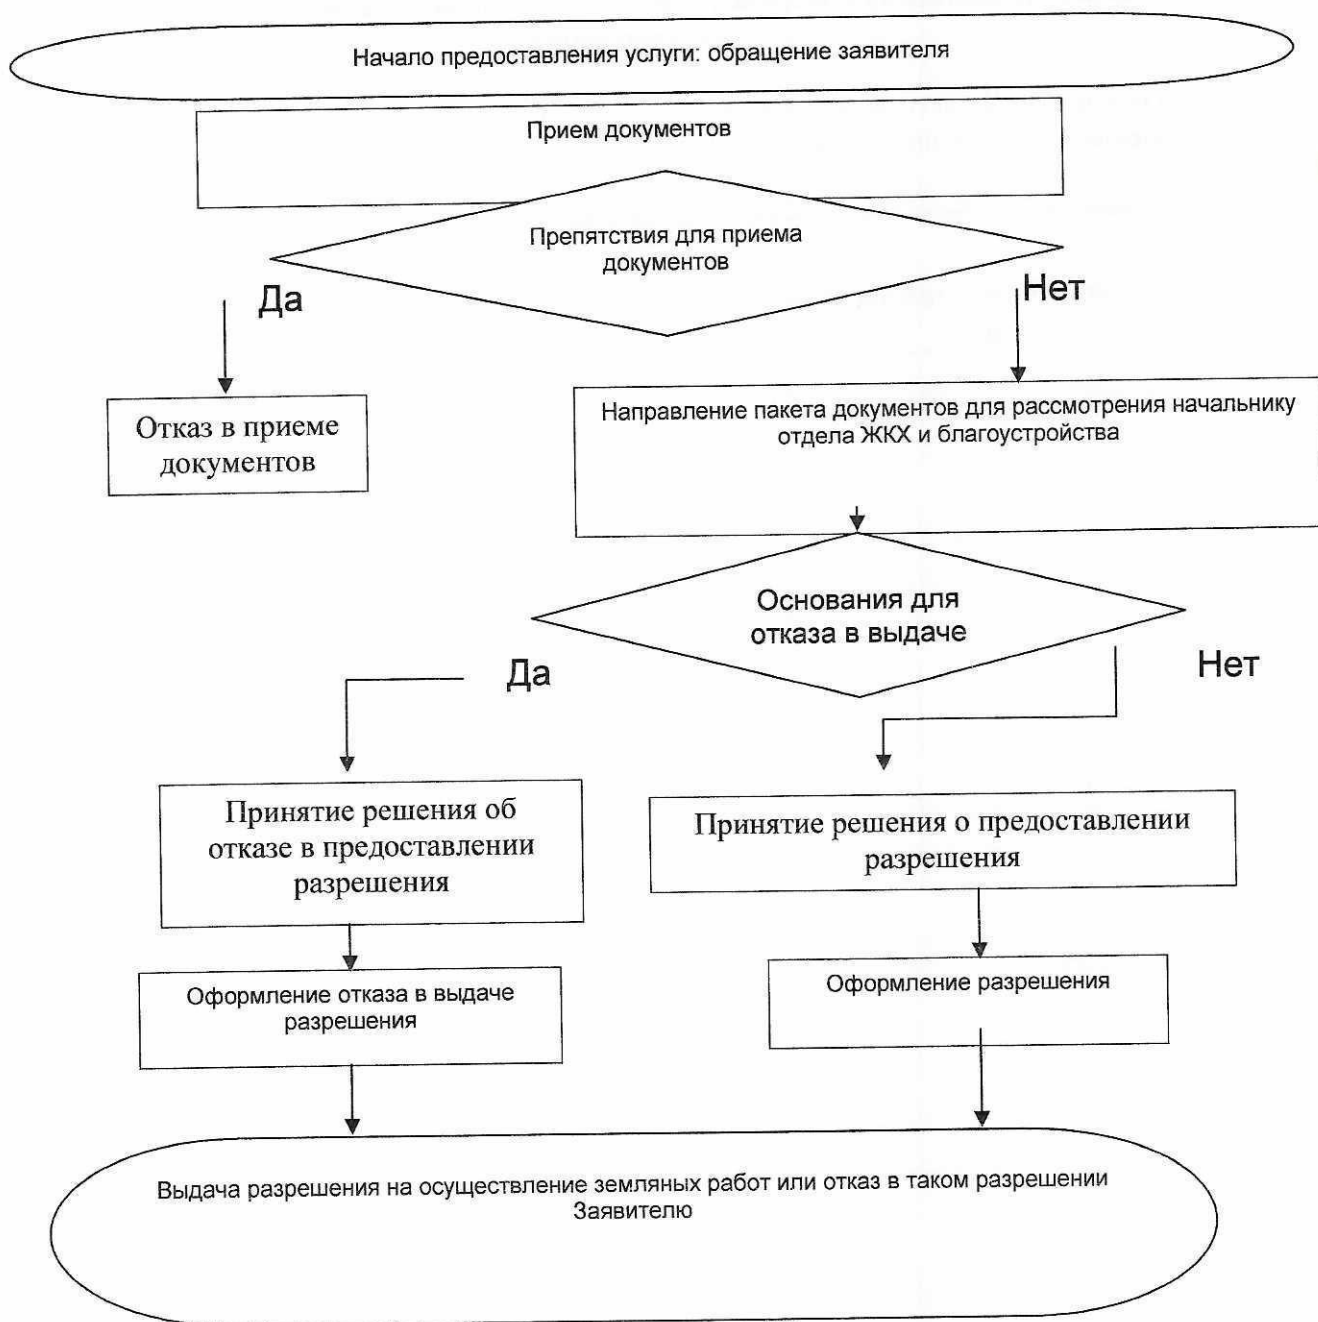 Начало предоставления услуги: обращение заявителя
Прием документов
Препятствия для приема
документов
Да
Нет
Отказ в приеме
документов
Направление пакета документов для рассмотрения начальнику
отдела ЖКХ и благоустройства
Основания для
отказа в выдаче
Да
Нет
Принятие решения об
отказе в предоставлении
разрешения
Принятие решения о предоставлении
разрешения
Оформление отказа в выдаче
разрешения
Оформление разрешения
Выдача разрешения на осуществление земляных работ или отказ в таком разрешении
Заявителю